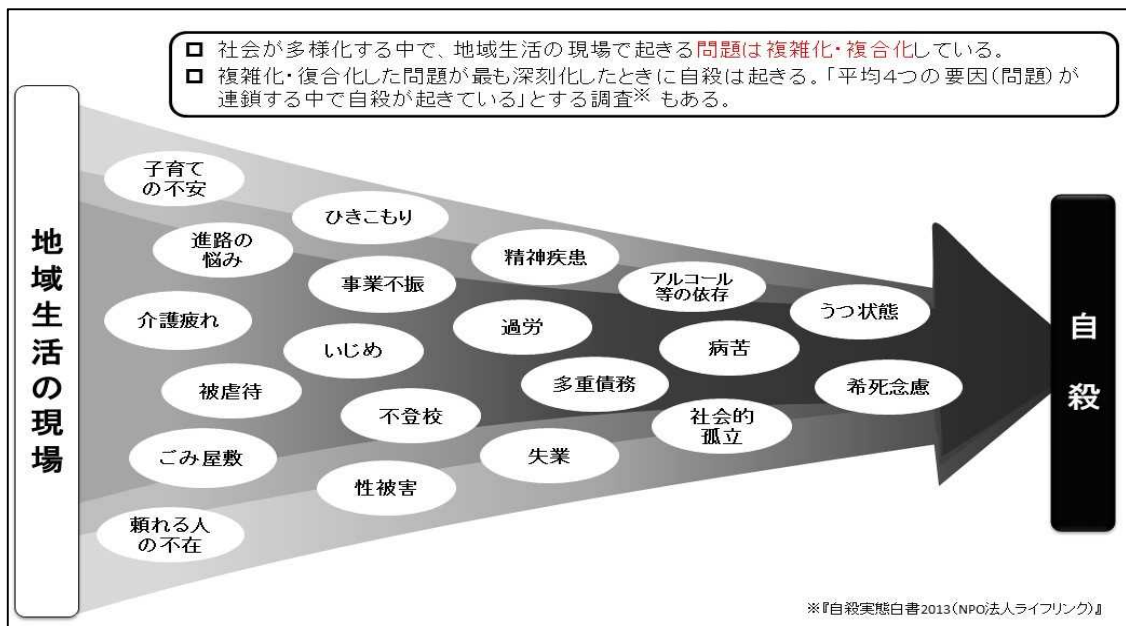 □ 社会が多様化する中で、地域生活の現場で起きる問題は複雑化・複合化している。
□ 複雑化・復合化した問題が最も深刻化したときに自殺は起きる。「平均4つの要因(問題)が
連鎖する中で自殺が起きている」とする調査※ もある。
地域生活の現場
子育て
の不安
進路の
悩み
介護疲れ
被虐待
ごみ屋敷
頼れる人
の不在
ひきこもり
事業不振
いじめ
不登校
性被害
精神疾患
過労
多重債務
失業
アルコール
等の依存
病苦
社会的
孤立
うつ状態
希死念慮
自殺
※『自殺実態白書2013(NPO法人ライフリンク)』